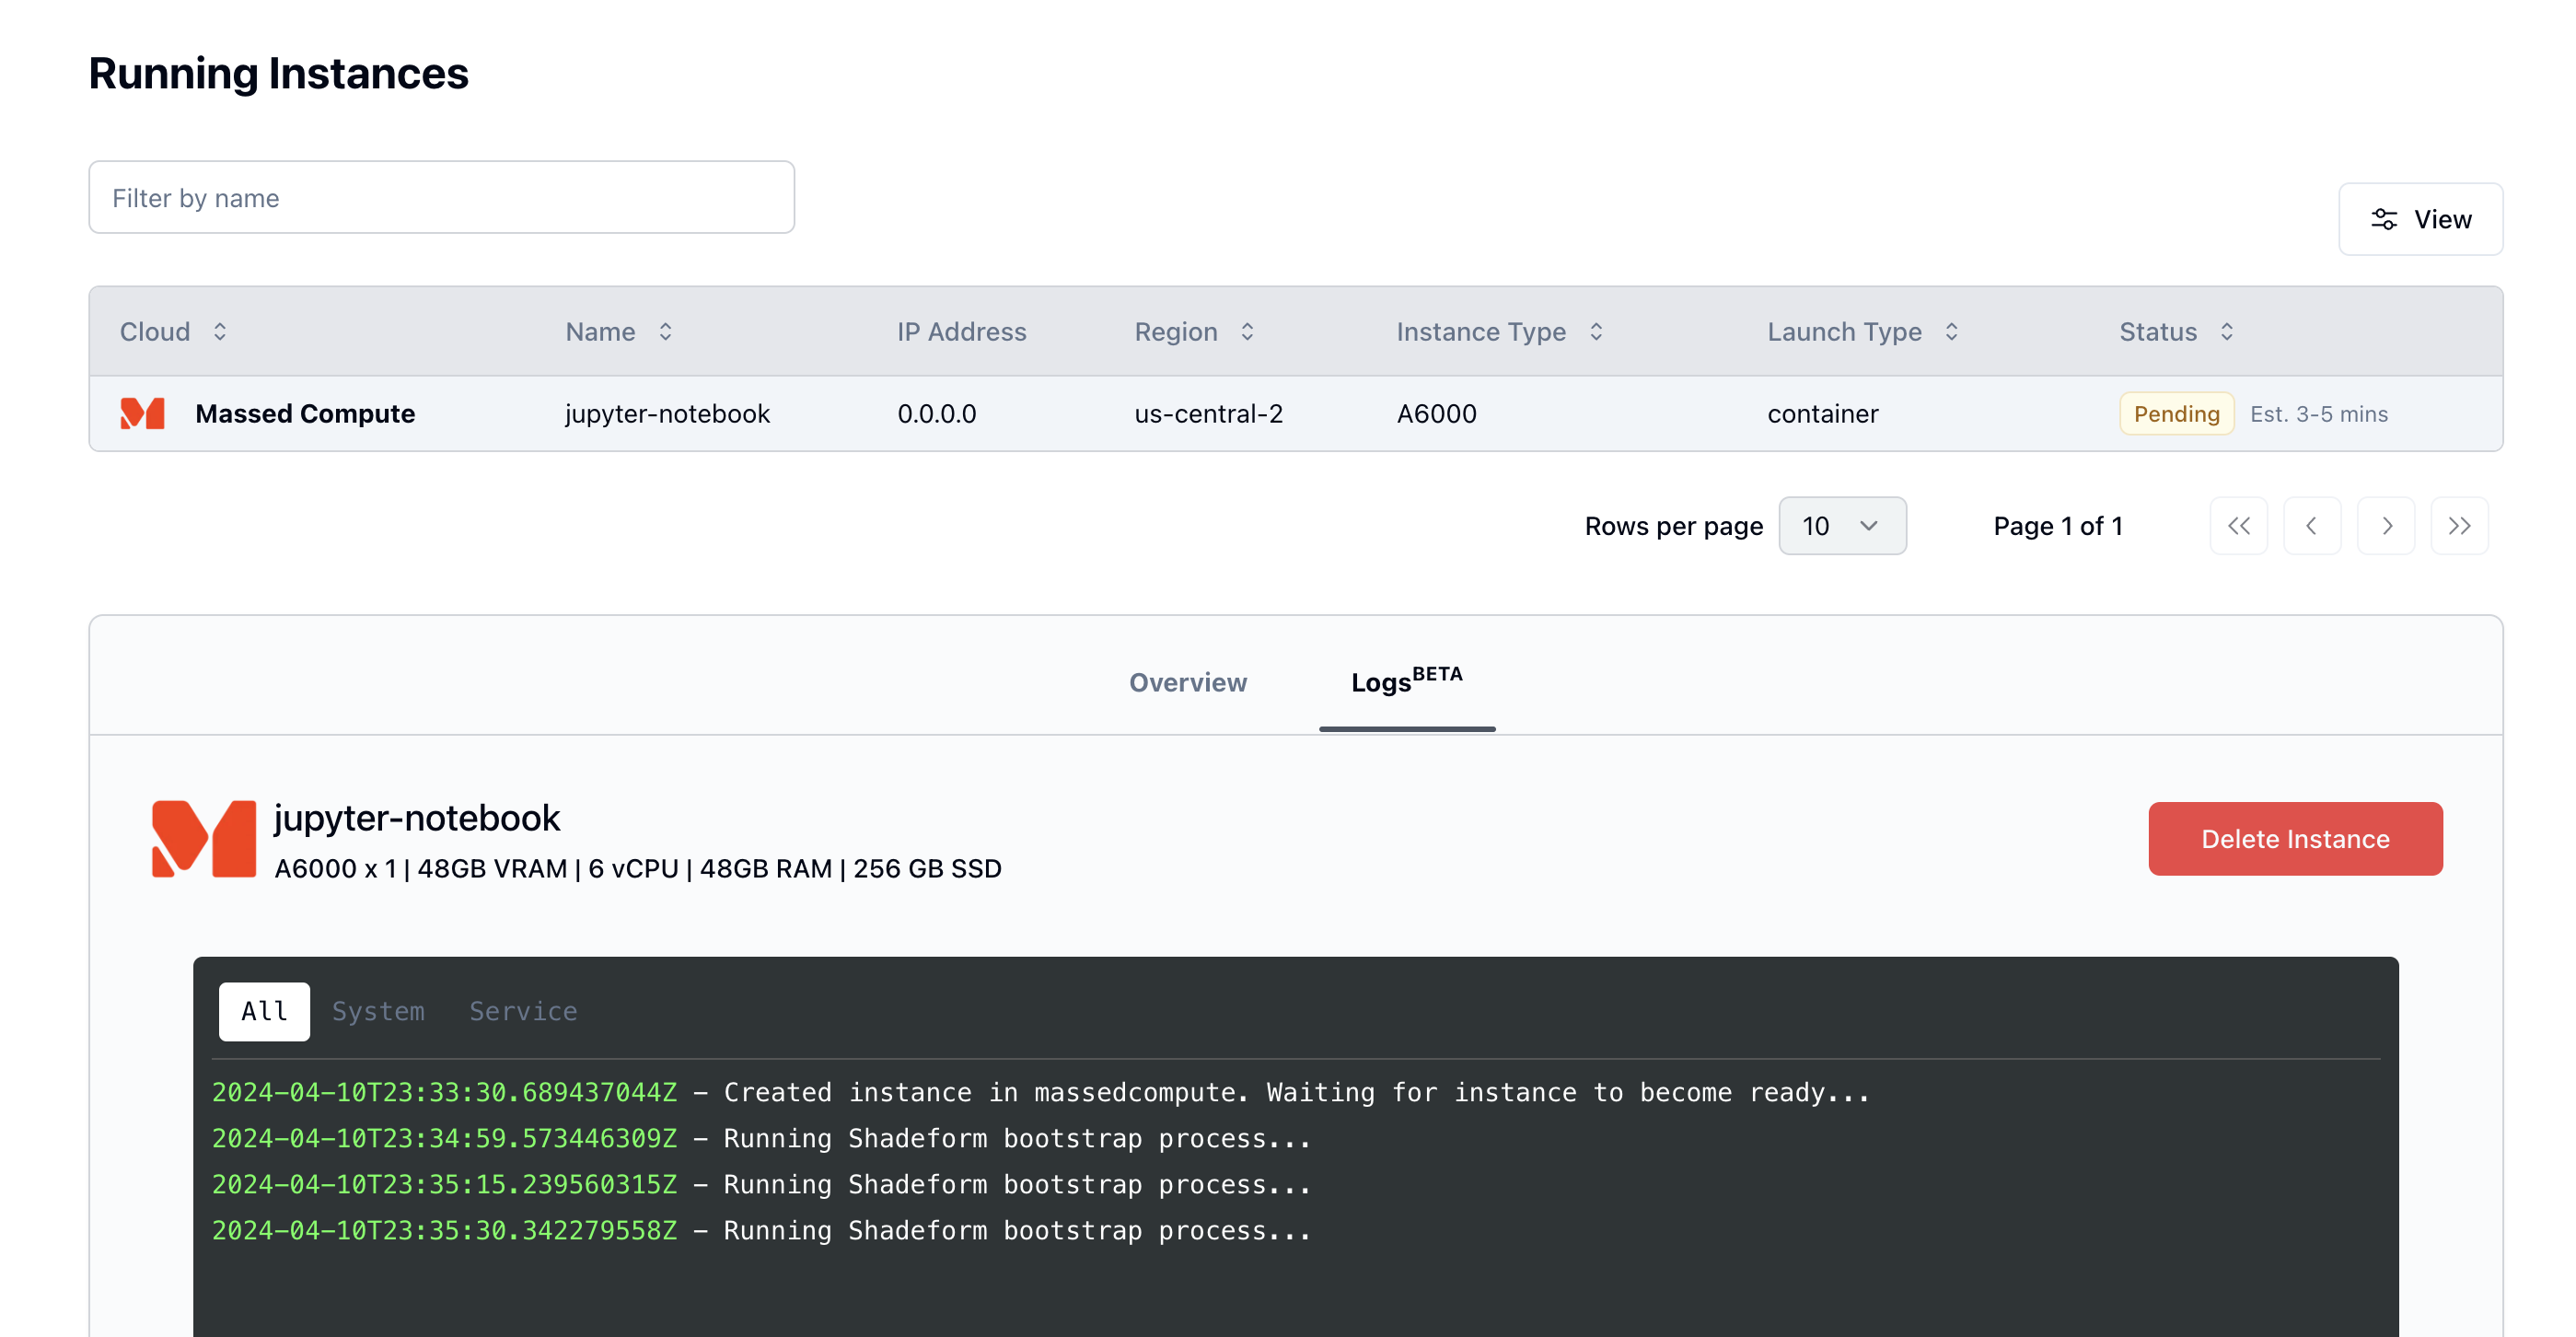 Running Instances
Filter by name
View
Cloud Name IP Address Region Instance Type Launch Type Status
Massed Compute jupyter-notebook 0.0.0.0 us-central-2 A6000 container Pending Est. 3-5 mins
Rows per page 10 Page 1 of 1
Overview Logs BETA
jupyter-notebook
A6000 x 1 | 48GB VRAM | 6 vCPU | 48GB RAM | 256 GB SSD
Delete Instance
All System Service
2024-04-10T23:33:30.689437044Z – Created instance in massedcompute. Waiting for instance to become ready...
2024-04-10T23:34:59.573446309Z – Running Shadeform bootstrap process...
2024-04-10T23:35:15.239560315Z – Running Shadeform bootstrap process...
2024-04-10T23:35:30.342279558Z – Running Shadeform bootstrap process...